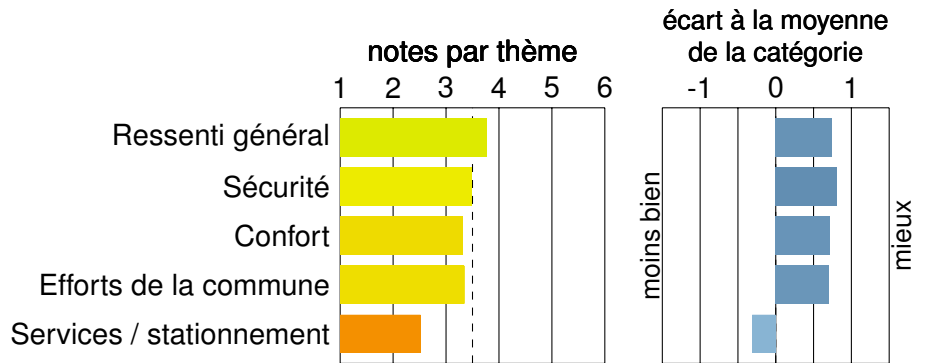 notes par thème
1 2 3 4 5 6
écart à la moyenne
de la catégorie
-1 0 1
Ressenti général
Sécurité
Confort
Efforts de la commune
Services / stationnement
moins bien
mieux